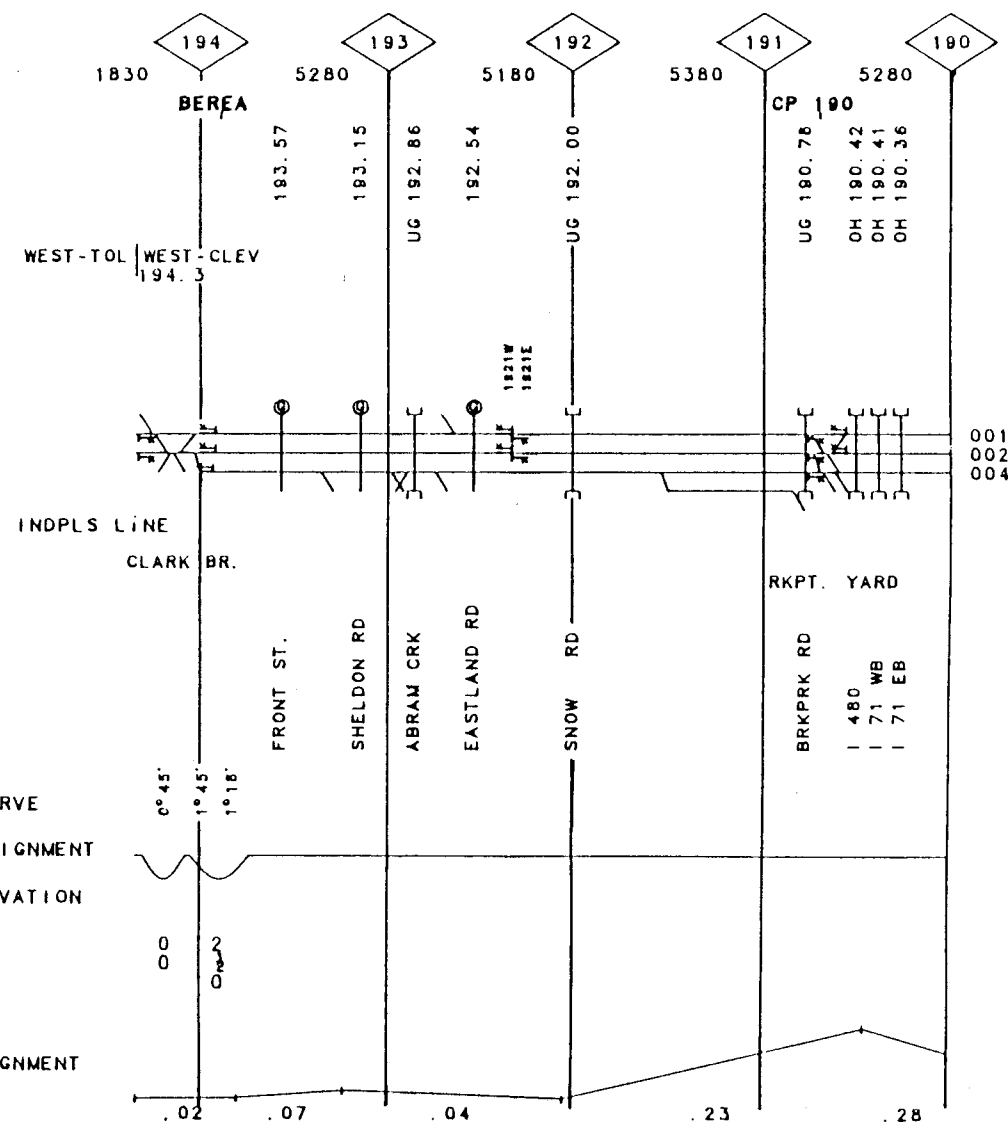 194 193 192 191 190
1830 5280 5180 5380 5280
BEREA CP 190
193.57
193.15
UG 192.86
192.54
UG 192.00
UG 190.78
OH 190.42
OH 190.41
OH 190.36
WEST-TOL WEST-CLEV
194.3
1921W
1921E
001
002
004
INDPLS LINE
CLARK BR.
RKPT. YARD
FRONT ST.
SHELDON RD
ABRAM CRK
EASTLAND RD
SNOW RD
BRKPRK RD
I 480
I 71 WB
I 71 EB
0°45'
1°45'
1°18'
RVE
IGNMENT
VATION
0 2
0
0
GNMENT
.02 .07 .04 .23 .28